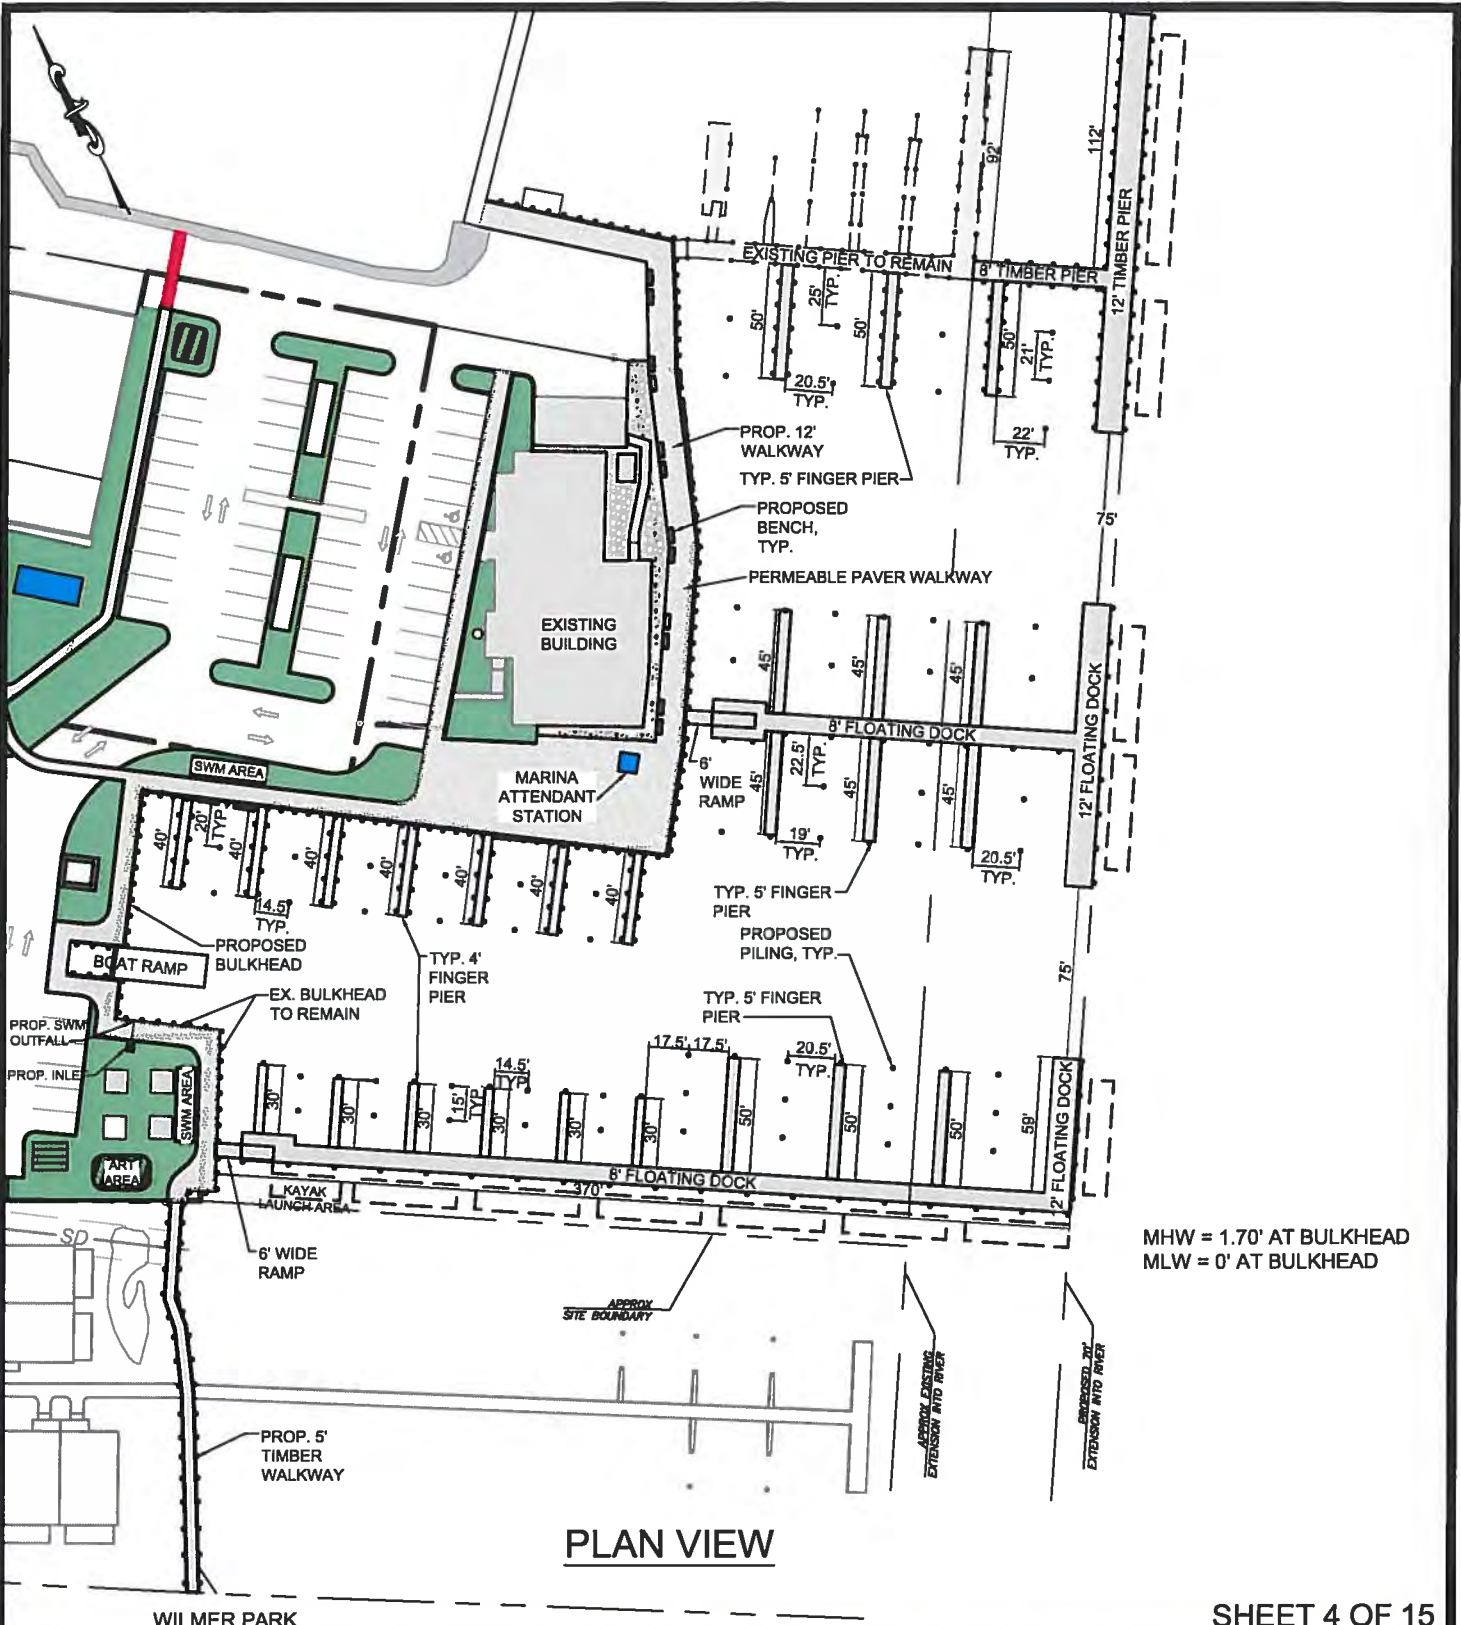 92'
112'
12' TIMBER PIER
EXISTING PIER TO REMAIN
8' TIMBER PIER
50'
25'
TYP.
50'
50'
21'
TYP.
20.5'
TYP.
22'
TYP.
PROP. 12'
WALKWAY
TYP. 5' FINGER PIER
PROPOSED
BENCH,
TYP.
75'
PERMEABLE PAVER WALKWAY
EXISTING
BUILDING
45'
45'
45'
8' FLOATING DOCK
12' FLOATING DOCK
6'
WIDE
RAMP
45'
22.5'
TYP.
45'
45'
19'
TYP.
20.5'
TYP.
SWM AREA
MARINA
ATTENDANT
STATION
40'
20'
TYP.
40'
40'
40'
40'
40'
40'
14.5'
TYP.
TYP. 5' FINGER
PIER
PROPOSED
BULKHEAD
BOAT RAMP
TYP. 4'
FINGER
PIER
PROPOSED
PILING, TYP.
75'
EX. BULKHEAD
TO REMAIN
TYP. 5' FINGER
PIER
PROP. SWM
OUTFALL
PROP. INLE
SWM AREA
ART
AREA
17.5'
17.5'
20.5'
TYP.
14.5'
TYP.
30'
30'
30'
15'
TYP.
30'
30'
30'
50'
50'
50'
59'
12' FLOATING DOCK
8' FLOATING DOCK
370'
KAYAK
LAUNCH AREA
6' WIDE
RAMP
SD
MHW = 1.70' AT BULKHEAD
MLW = 0' AT BULKHEAD
APPROX
SITE BOUNDARY
APPROX EXISTING
EXTENSION INTO RIVER
PROPOSED 70'
EXTENSION INTO RIVER
PROP. 5'
TIMBER
WALKWAY
PLAN VIEW
WILMER PARK
SHEET 4 OF 15